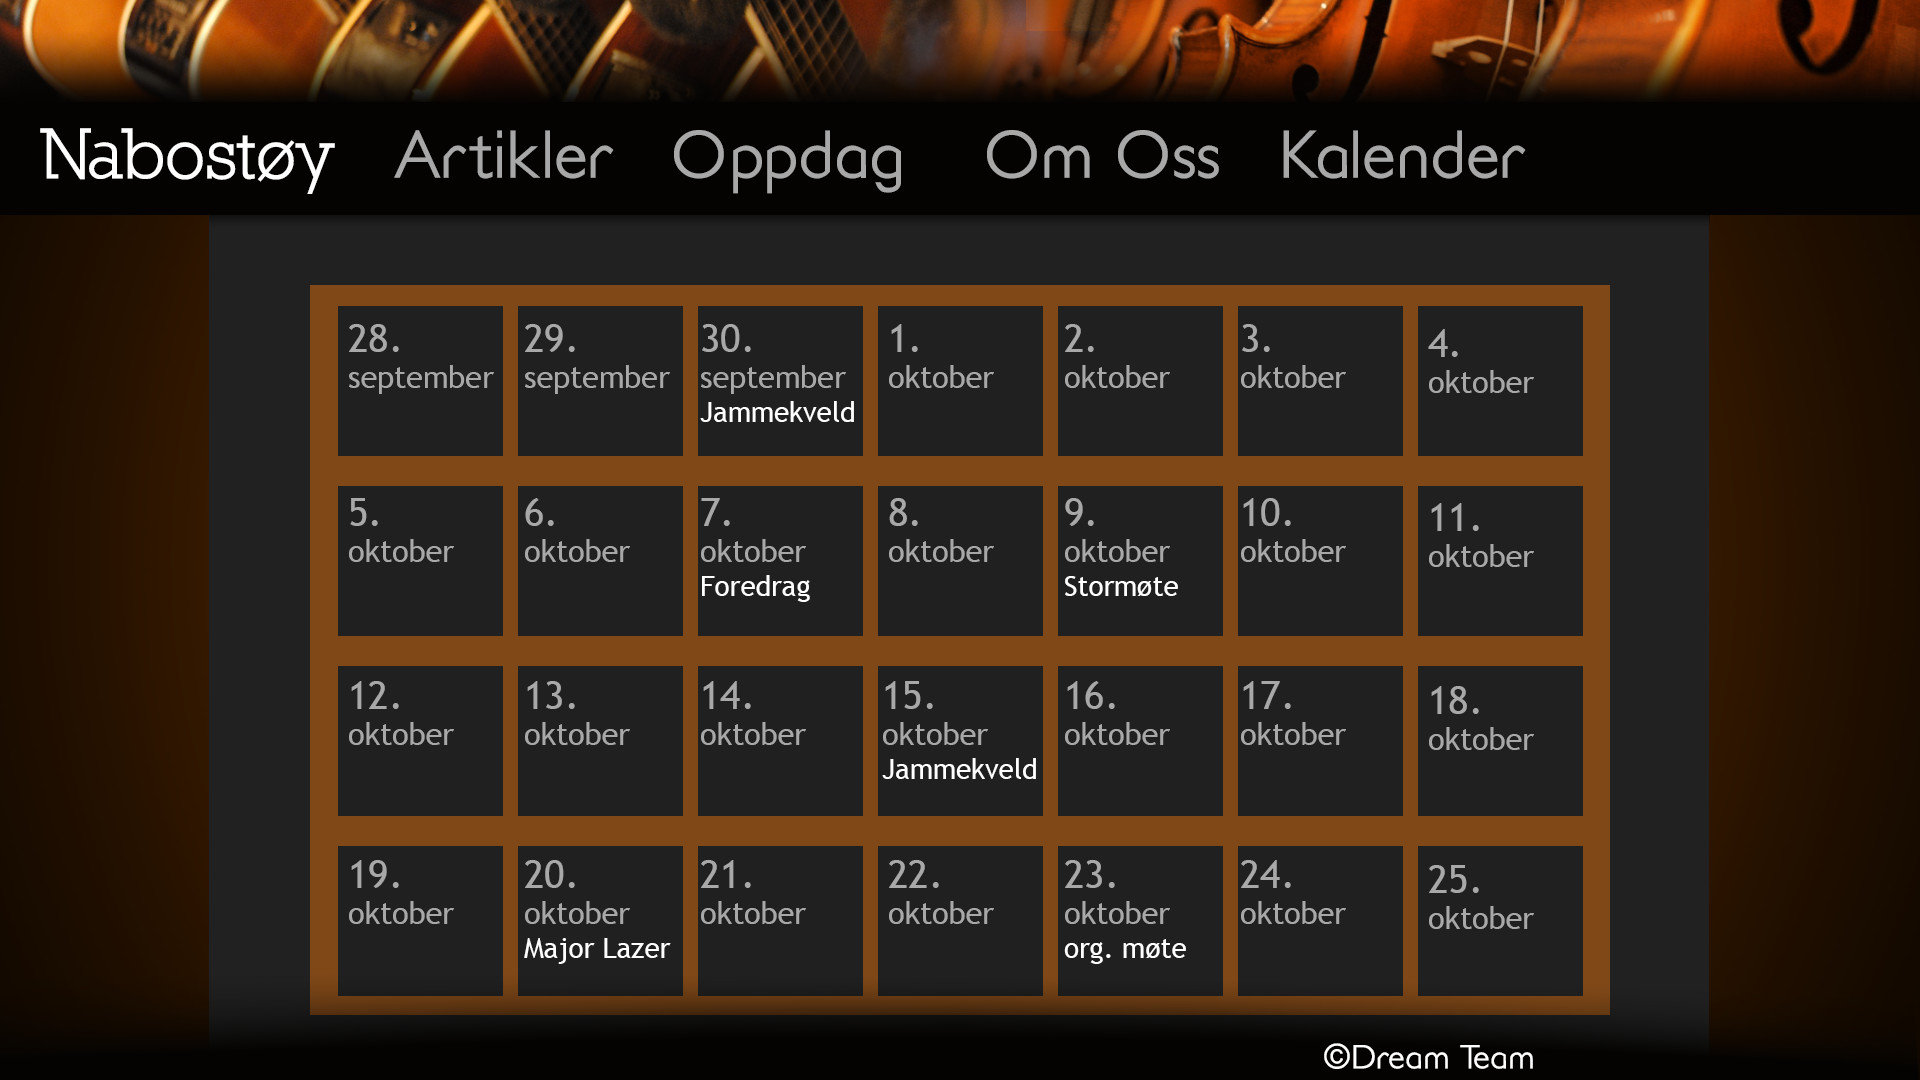 Nabostøy Artikler Oppdag Om Oss Kalender
28. 29. 30. 1. 2. 3. 4.
september september september oktober oktober oktober oktober
Jammekveld
5. 6. 7. 8. 9. 10. 11.
oktober oktober oktober oktober oktober oktober oktober
Foredrag Stormøte
12. 13. 14. 15. 16. 17. 18.
oktober oktober oktober oktober oktober oktober oktober
Jammekveld
19. 20. 21. 22. 23. 24. 25.
oktober oktober oktober oktober oktober oktober oktober
Major Lazer org. møte
©Dream Team